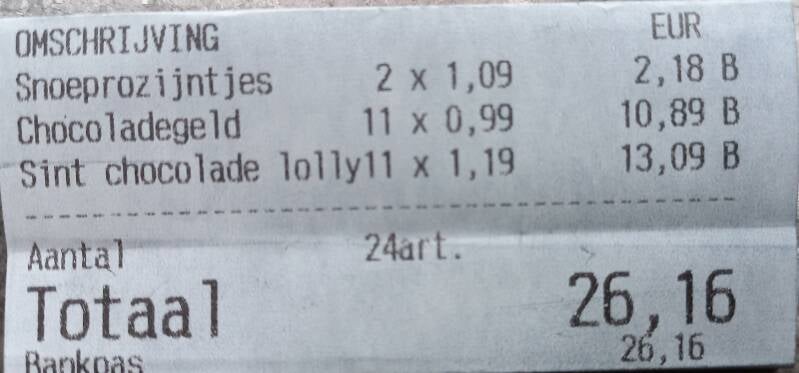 OMSCHRIJVING EUR
Snoeprozijntjes 2 x 1,09 2,18 B
Chocoladegeld 11 x 0,99 10,89 B
Sint chocolade lolly11 x 1,19 13,09 B
Aantal 24art.
Totaal 26,16
Bankpas 26,16